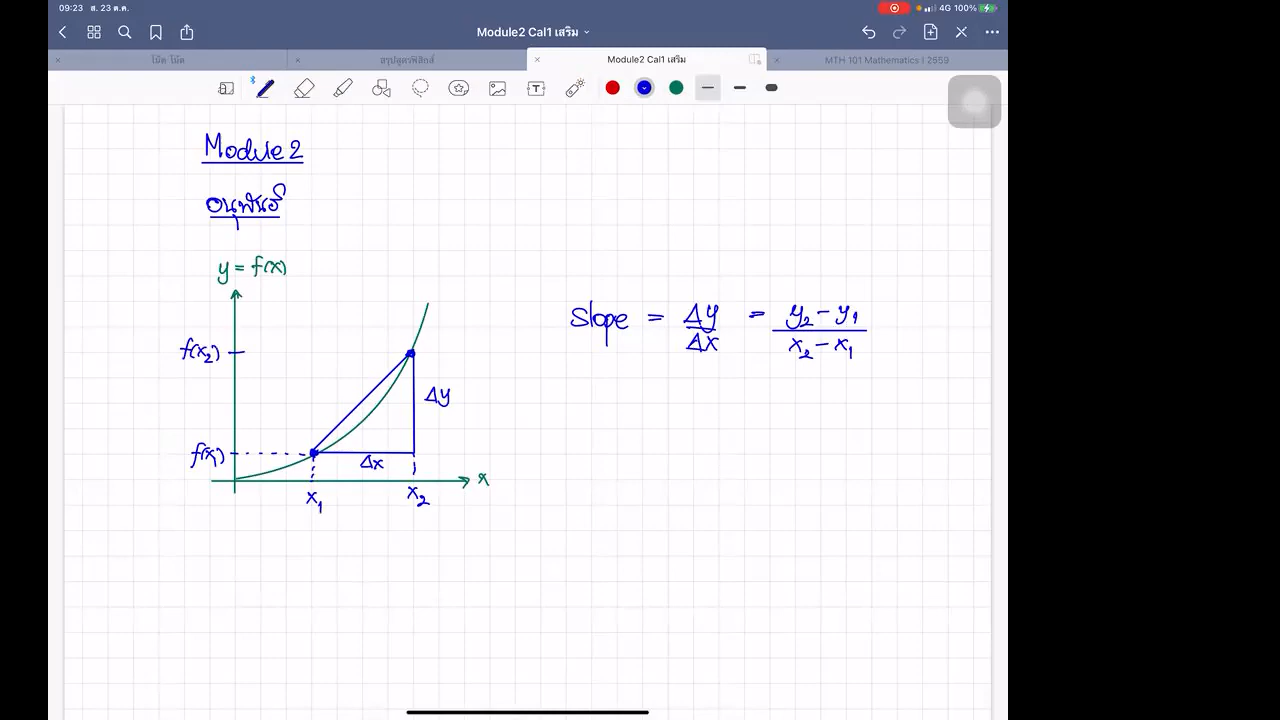 09:23 ส. 23 ต.ค.
4G 100%
Module2 Cal1 เสริม
โน้ต โน้ต
สรุปสูตรฟิสิกส์
Module2 Cal1 เสริม
MTH 101 Mathematics I 2559
Module 2
อนุพันธ์
y = f(x)
f(x₂)
Δy
f(x₁)
Δx
x
x₁
x₂
Slope = Δy/Δx = (y₂ − y₁)/(x₂ − x₁)